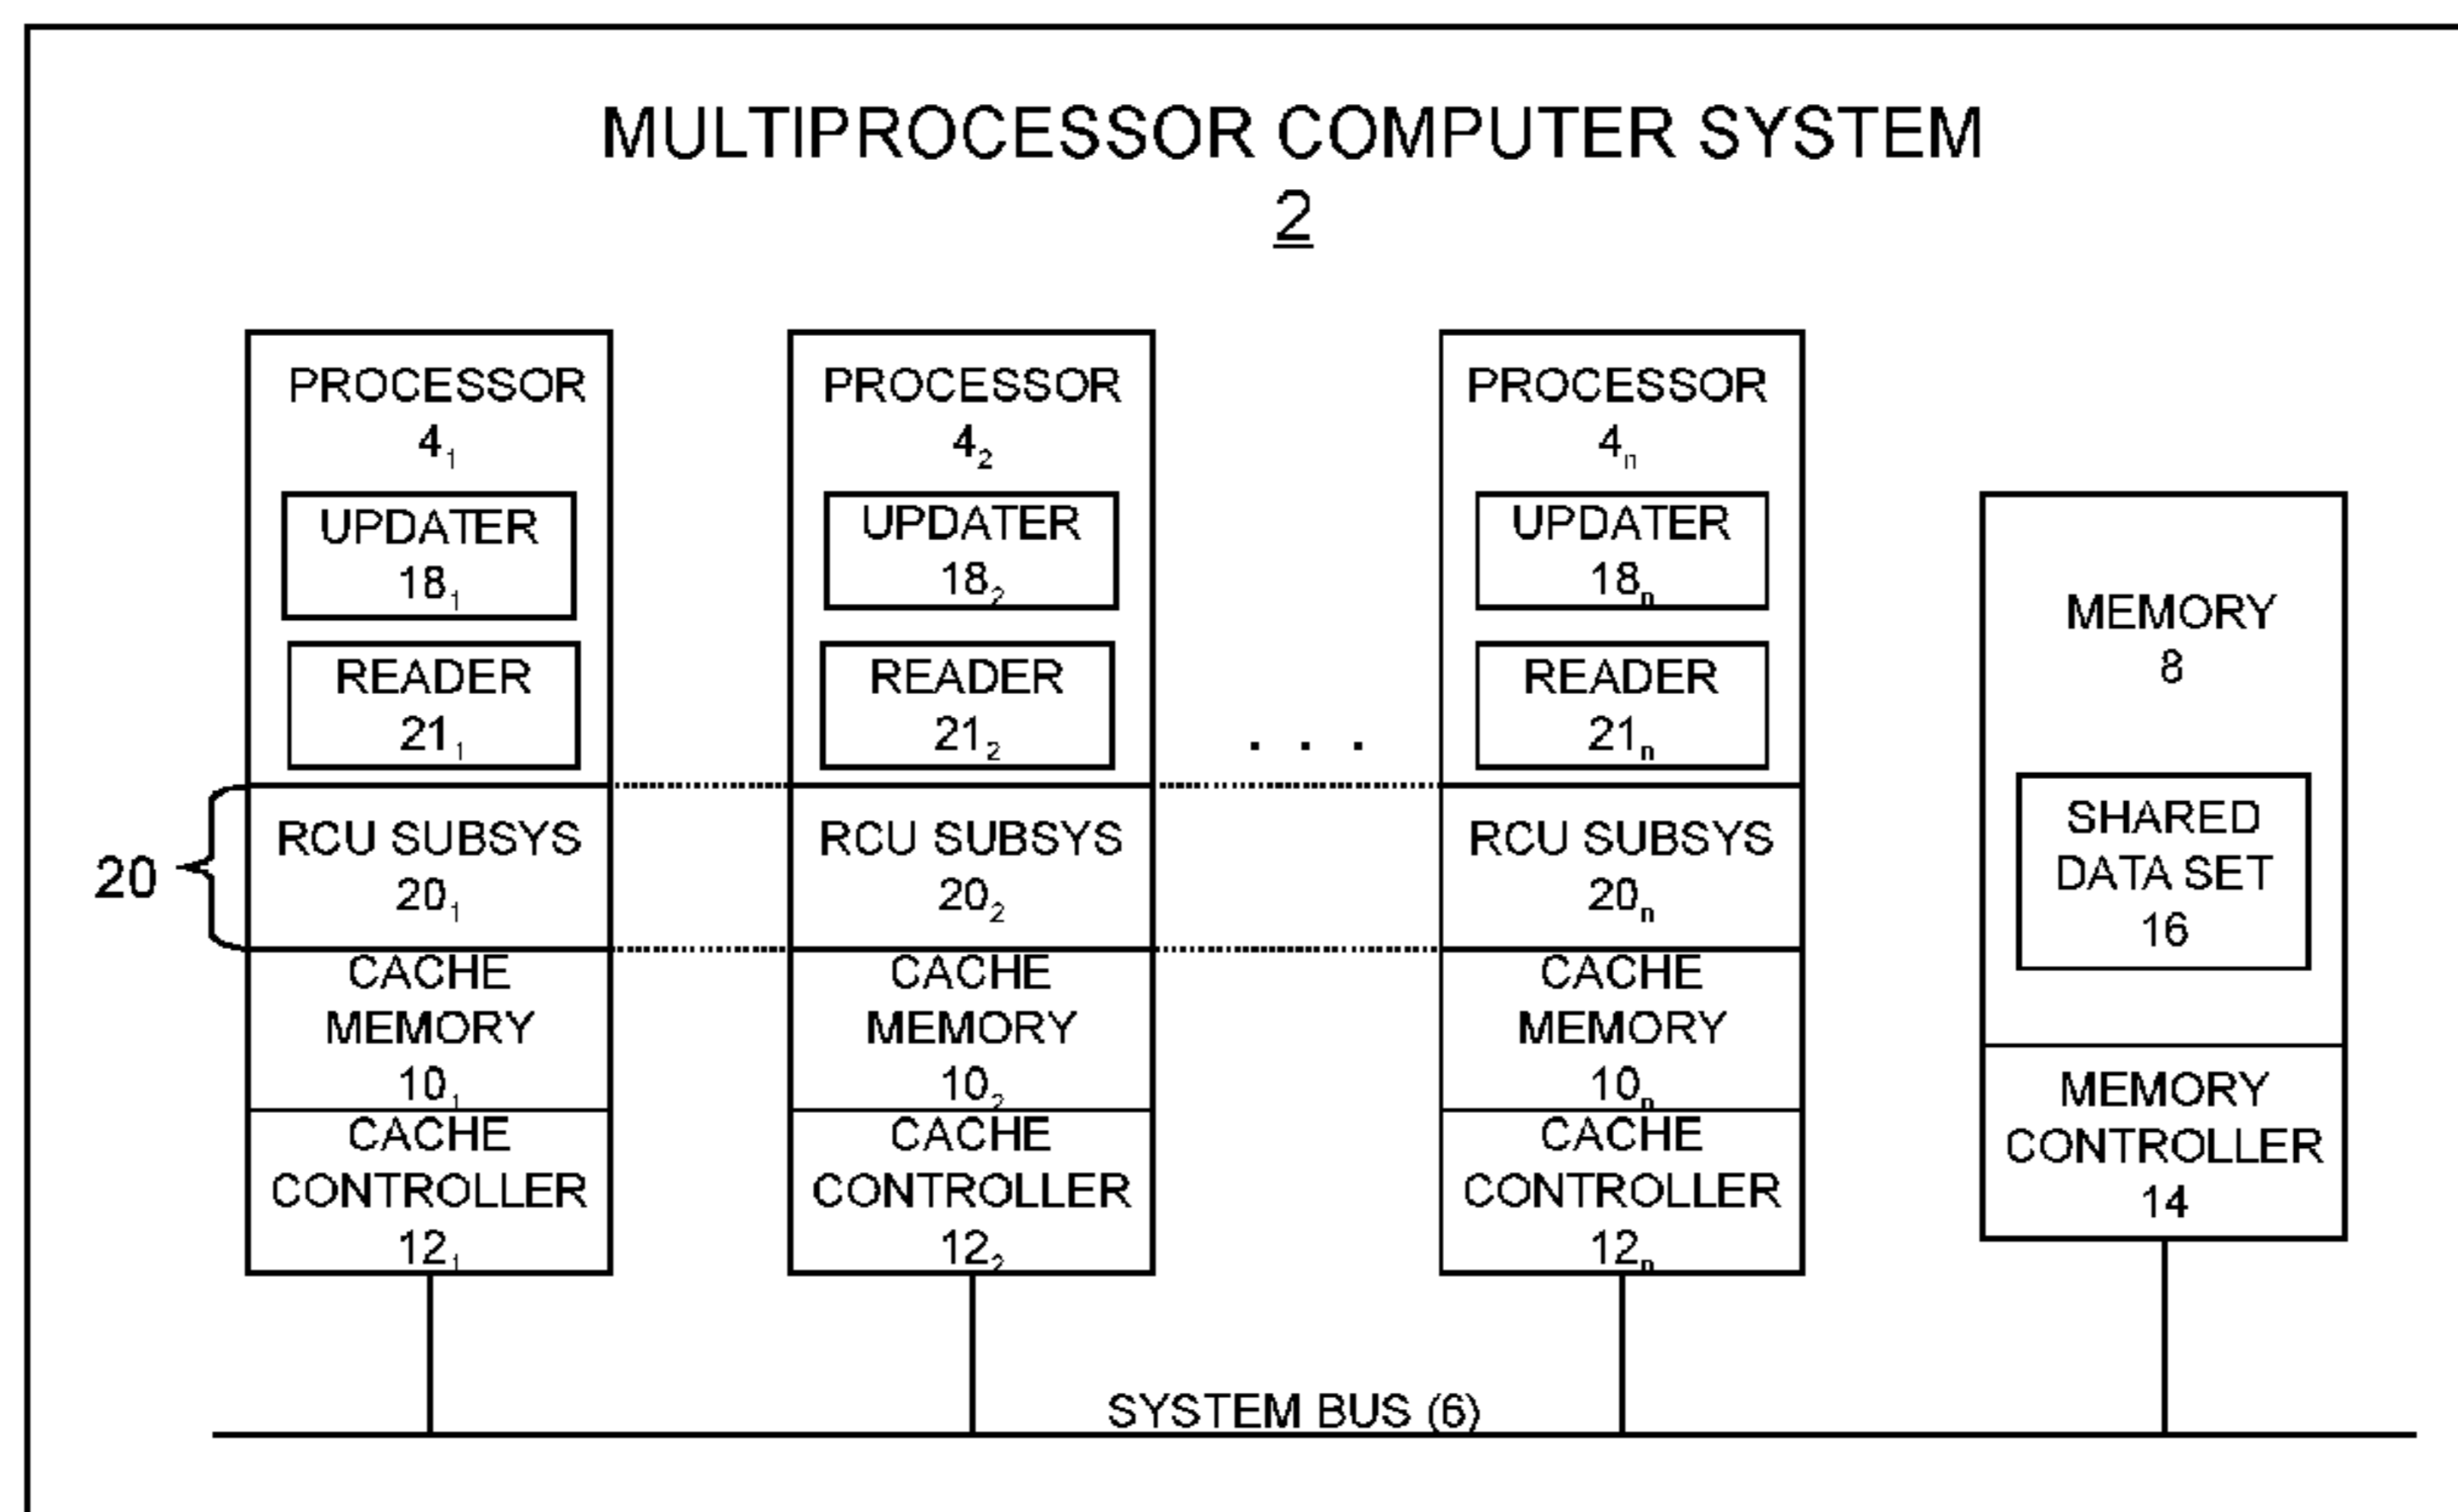 MULTIPROCESSOR COMPUTER SYSTEM
2
PROCESSOR
4₁
UPDATER
18₁
READER
21₁
RCU SUBSYS
20₁
CACHE
MEMORY
10₁
CACHE
CONTROLLER
12₁
PROCESSOR
4₂
UPDATER
18₂
READER
21₂
RCU SUBSYS
20₂
CACHE
MEMORY
10₂
CACHE
CONTROLLER
12₂
. . .
PROCESSOR
4ₙ
UPDATER
18ₙ
READER
21ₙ
RCU SUBSYS
20ₙ
CACHE
MEMORY
10ₙ
CACHE
CONTROLLER
12ₙ
MEMORY
8
SHARED
DATA SET
16
MEMORY
CONTROLLER
14
20
SYSTEM BUS (6)